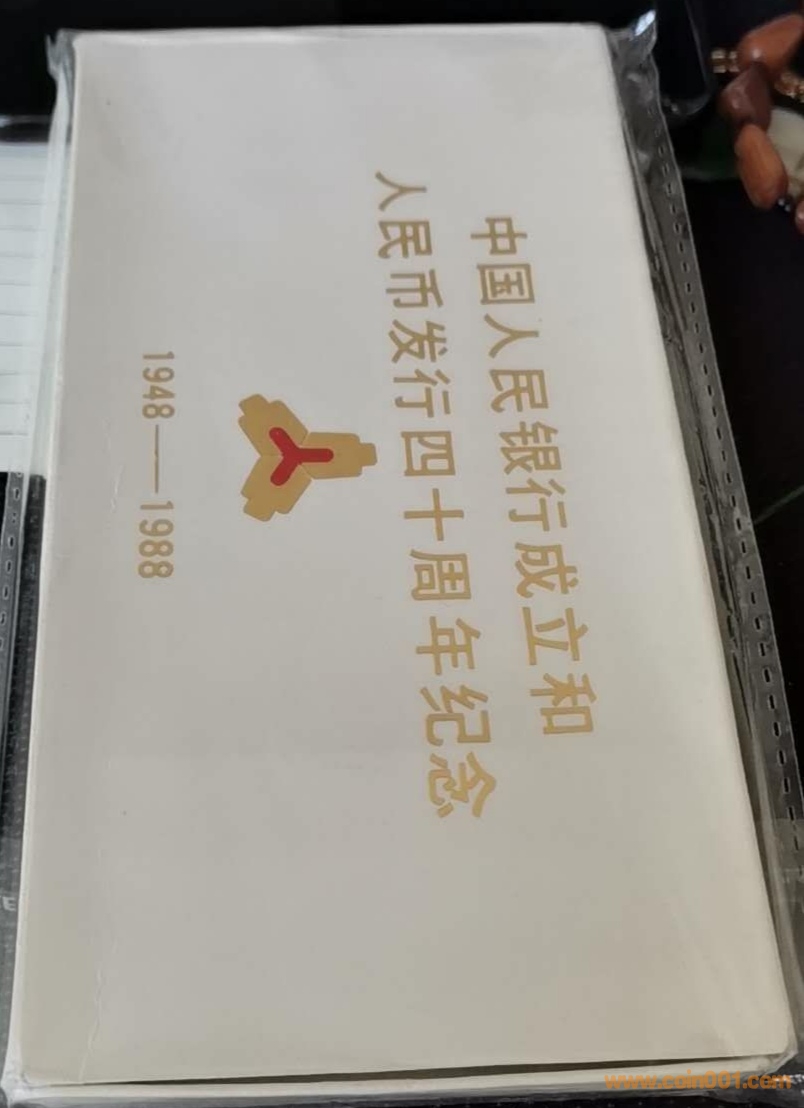 中国人民银行成立和
人民币发行四十周年纪念
1948——1988
www.coin001.com